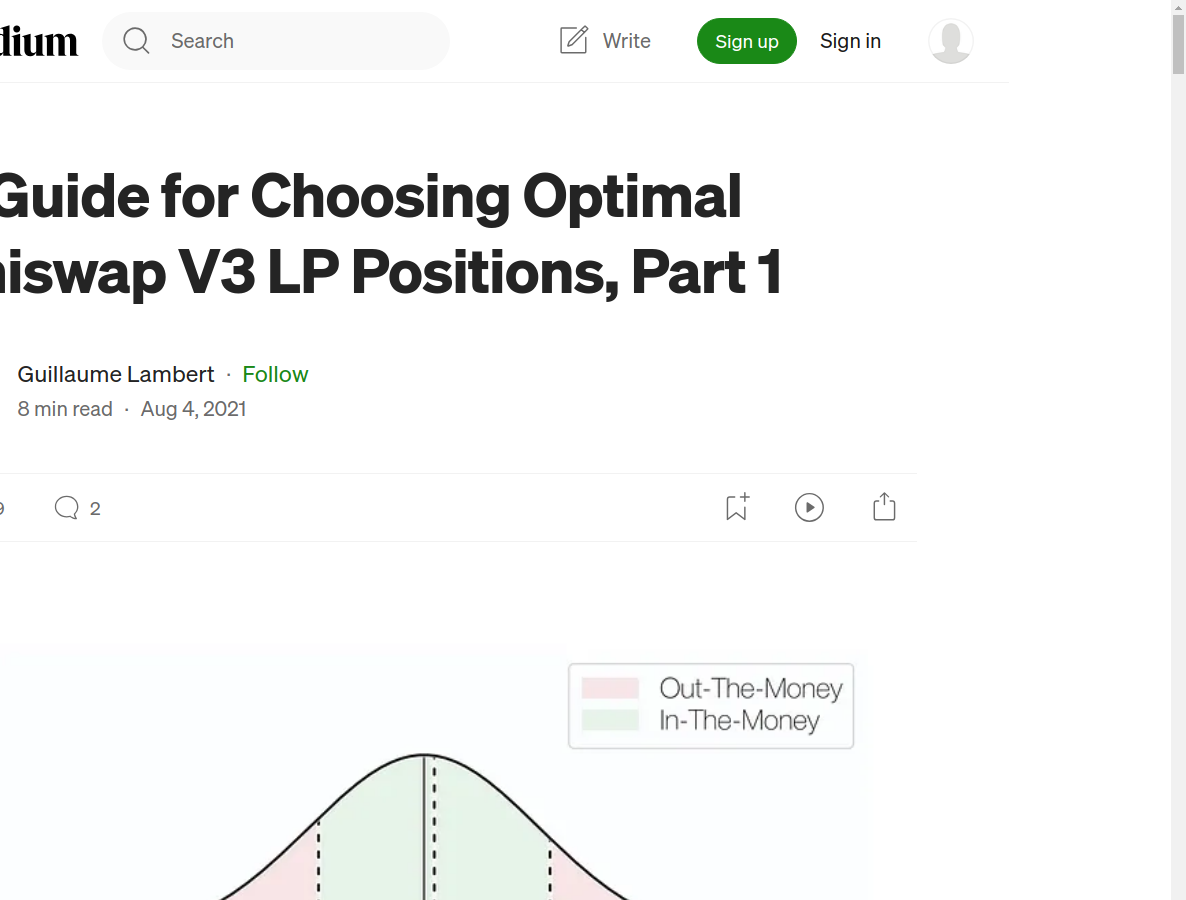 dium
Search
Write
Sign up
Sign in
Guide for Choosing Optimal
niswap V3 LP Positions, Part 1
Guillaume Lambert · Follow
8 min read · Aug 4, 2021
9
2
Out-The-Money
In-The-Money